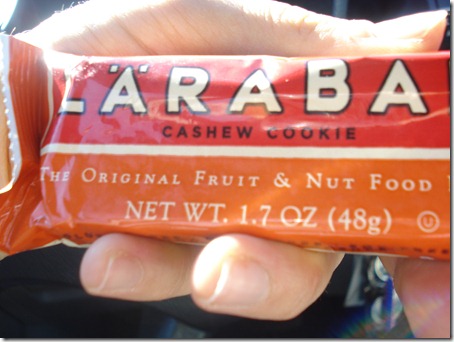 LÄRABA
CASHEW COOKIE
THE ORIGINAL FRUIT & NUT FOOD
NET WT. 1.7 OZ (48g) U